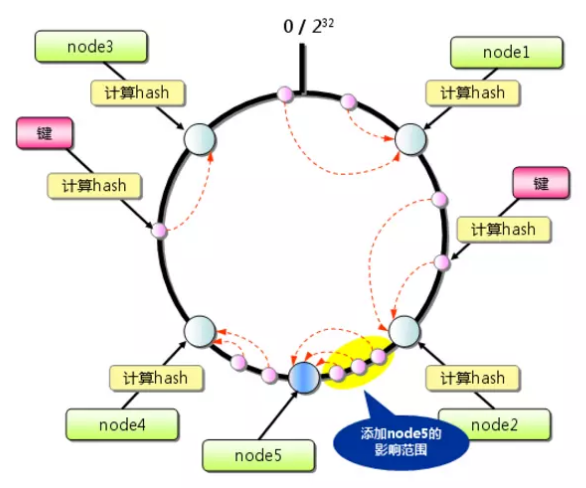 0 / 2³²
node3
node1
计算hash
计算hash
键
键
计算hash
计算hash
计算hash
计算hash
node4
node2
添加node5的
影响范围
node5